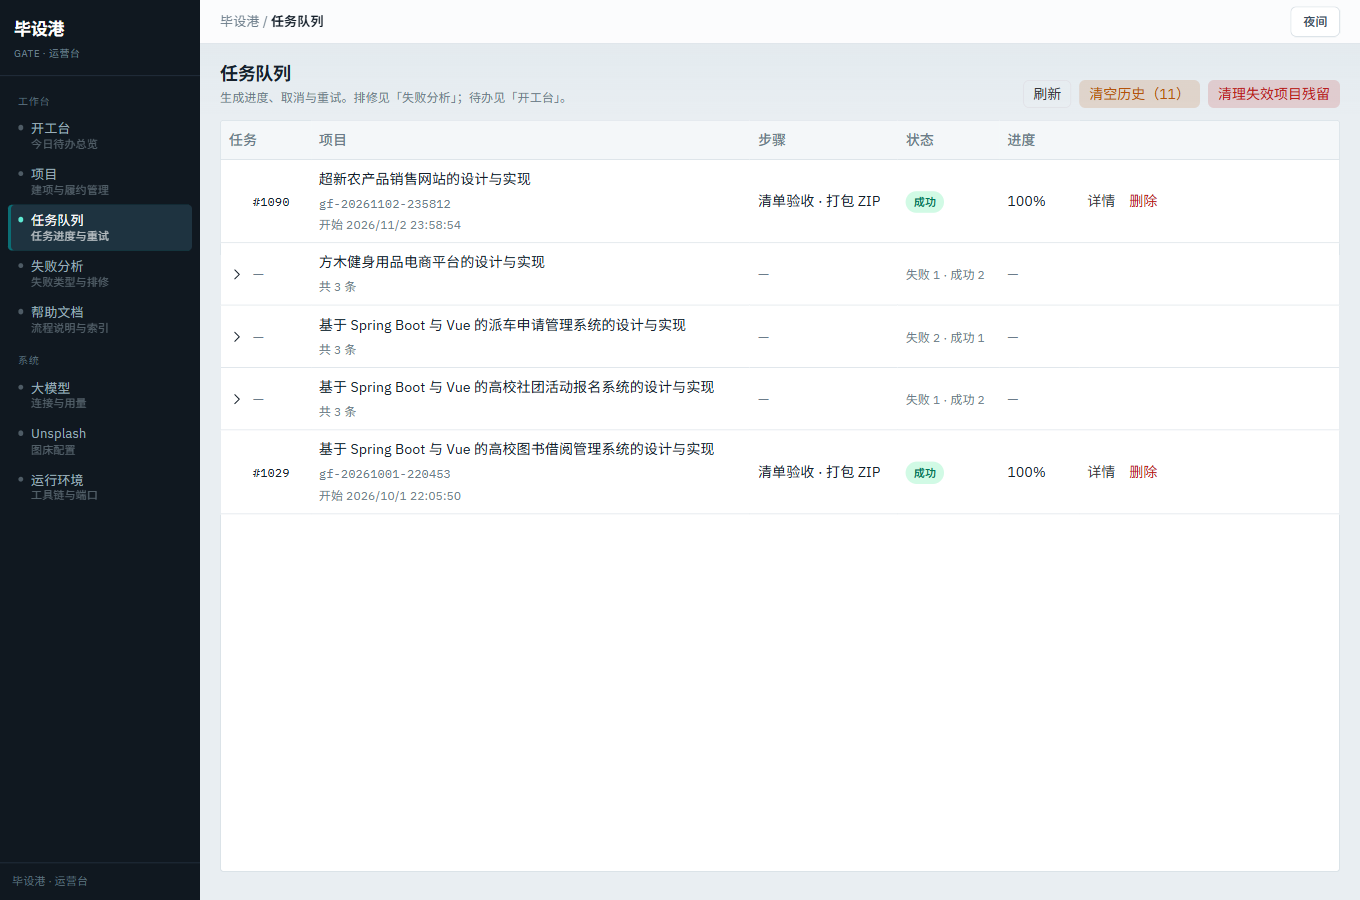 毕设港
GATE · 运营台
工作台
开工台
今日待办总览
项目
建项与履约管理
任务队列
任务进度与重试
失败分析
失败类型与排修
帮助文档
流程说明与索引
系统
大模型
连接与用量
Unsplash
图床配置
运行环境
工具链与端口
毕设港 · 运营台
毕设港 / 任务队列
夜间
任务队列
生成进度、取消与重试。排修见「失败分析」；待办见「开工台」。
刷新
清空历史（11）
清理失效项目残留
任务 项目 步骤 状态 进度
超新农产品销售网站的设计与实现
#1090 gf-20261102-235812 清单验收 · 打包 ZIP 成功 100% 详情 删除
开始 2026/11/2 23:58:54
方木健身用品电商平台的设计与实现
— 共 3 条 — 失败 1 · 成功 2 —
基于 Spring Boot 与 Vue 的派车申请管理系统的设计与实现
— 共 3 条 — 失败 2 · 成功 1 —
基于 Spring Boot 与 Vue 的高校社团活动报名系统的设计与实现
— 共 3 条 — 失败 1 · 成功 2 —
基于 Spring Boot 与 Vue 的高校图书借阅管理系统的设计与实现
#1029 gf-20261001-220453 清单验收 · 打包 ZIP 成功 100% 详情 删除
开始 2026/10/1 22:05:50